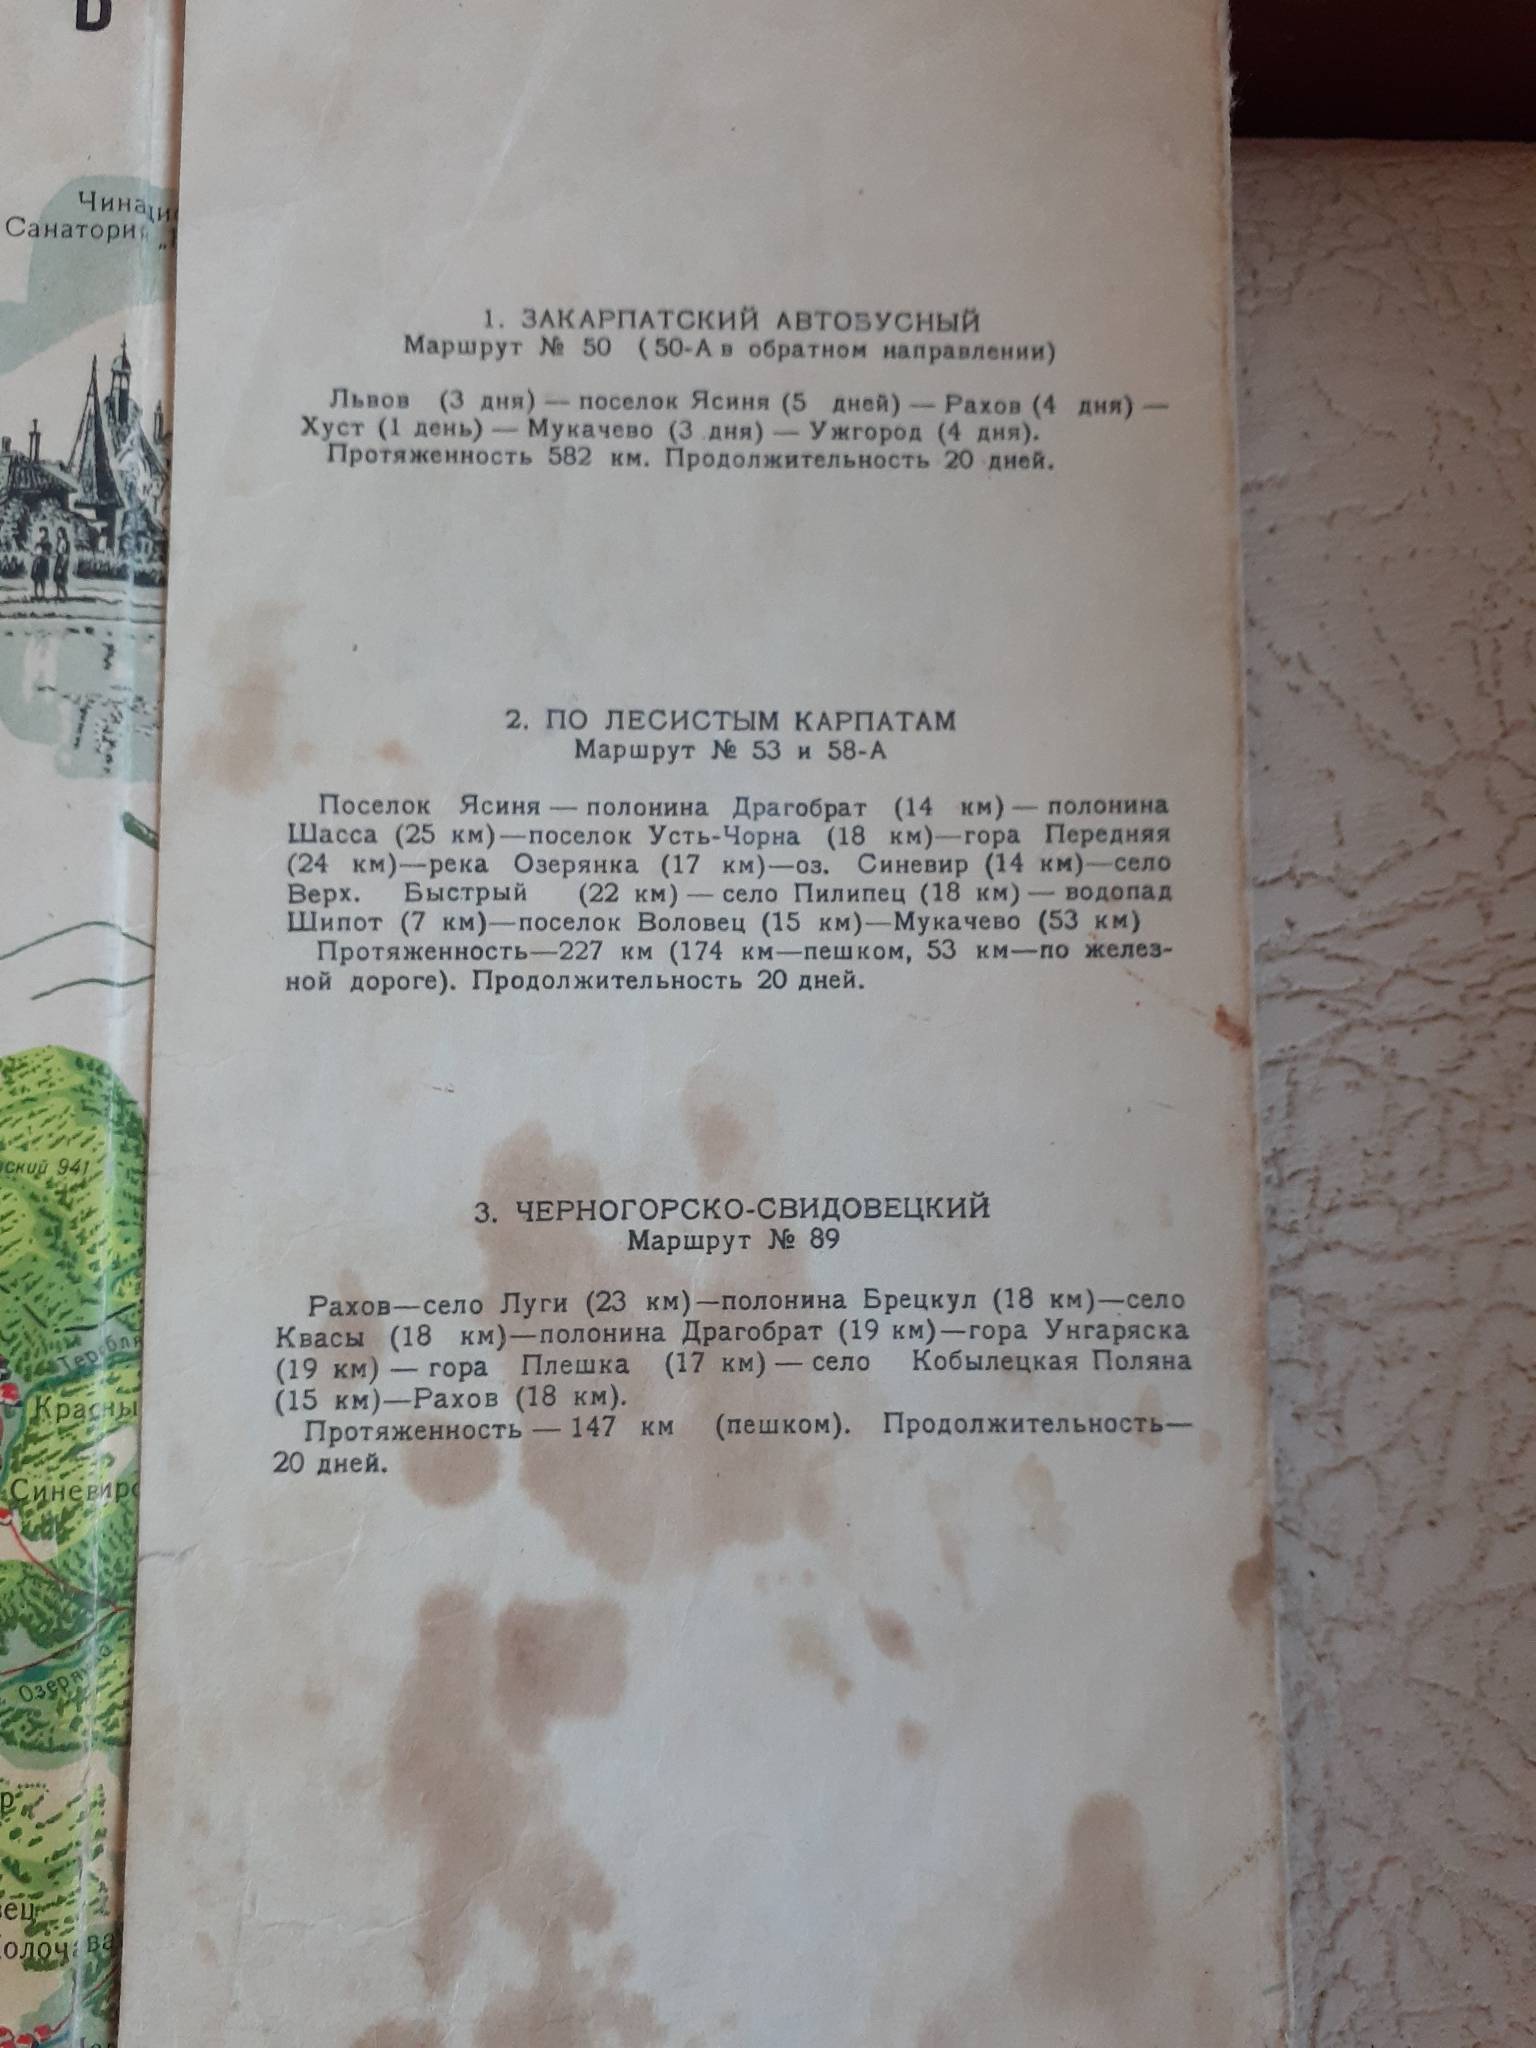 Санатори
1. ЗАКАРПАТСКИЙ АВТОБУСНЫЙ
Маршрут № 50 (50-А в обратном направлении)
Львов (3 дня) — поселок Ясиня (5 дней) — Рахов (4 дня) —
Хуст (1 день) — Мукачево (3 дня) — Ужгород (4 дня).
Протяженность 582 км. Продолжительность 20 дней.
2. ПО ЛЕСИСТЫМ КАРПАТАМ
Маршрут № 53 и 58-А
Поселок Ясиня — полонина Драгобрат (14 км) — полонина
Шасса (25 км)—поселок Усть-Чорна (18 км)—гора Передняя
(24 км)—река Озерянка (17 км)—оз. Синевир (14 км)—село
Верх. Быстрый (22 км) — село Пилипец (18 км) — водопад
Шипот (7 км)—поселок Воловец (15 км)—Мукачево (53 км)
Протяженность—227 км (174 км—пешком, 53 км—по желез-
ной дороге). Продолжительность 20 дней.
ский 941
3. ЧЕРНОГОРСКО-СВИДОВЕЦКИЙ
Маршрут № 89
Рахов—село Луги (23 км)—полонина Брецкул (18 км)—село
Квасы (18 км)—полонина Драгобрат (19 км)—гора Унгаряска
(19 км) — гора Плешка (17 км) — село Кобылецкая Поляна
(15 км)—Рахов (18 км).
Протяженность — 147 км (пешком). Продолжительность—
20 дней.
Красны
Синевирс
вец
Колочава